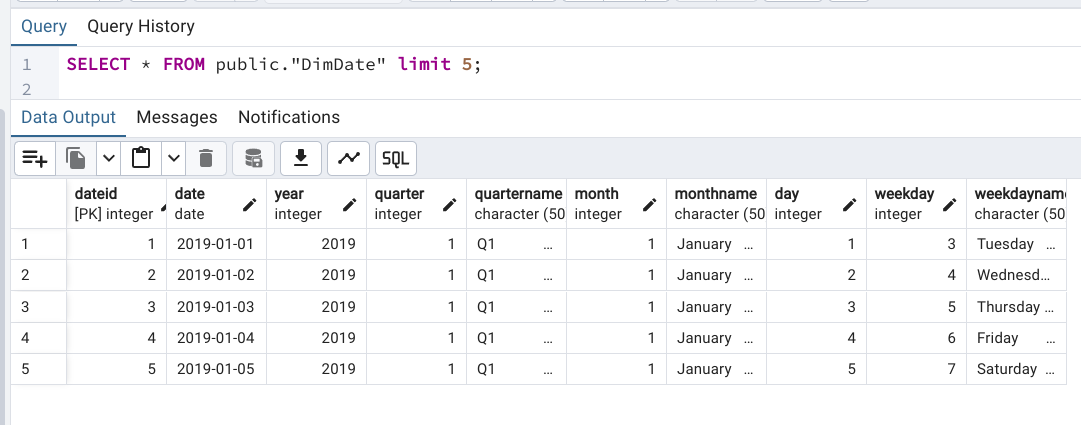 Query Query History
1 SELECT * FROM public."DimDate" limit 5;
2
Data Output Messages Notifications
SQL
dateid date year quarter quartername month monthname day weekday weekdaynam
[PK] integer date integer integer character (50 integer character (50 integer integer character (50
1 1 2019-01-01 2019 1 Q1 ... 1 January ... 1 3 Tuesday ...
2 2 2019-01-02 2019 1 Q1 ... 1 January ... 2 4 Wednesd...
3 3 2019-01-03 2019 1 Q1 ... 1 January ... 3 5 Thursday ...
4 4 2019-01-04 2019 1 Q1 ... 1 January ... 4 6 Friday ...
5 5 2019-01-05 2019 1 Q1 ... 1 January ... 5 7 Saturday ...